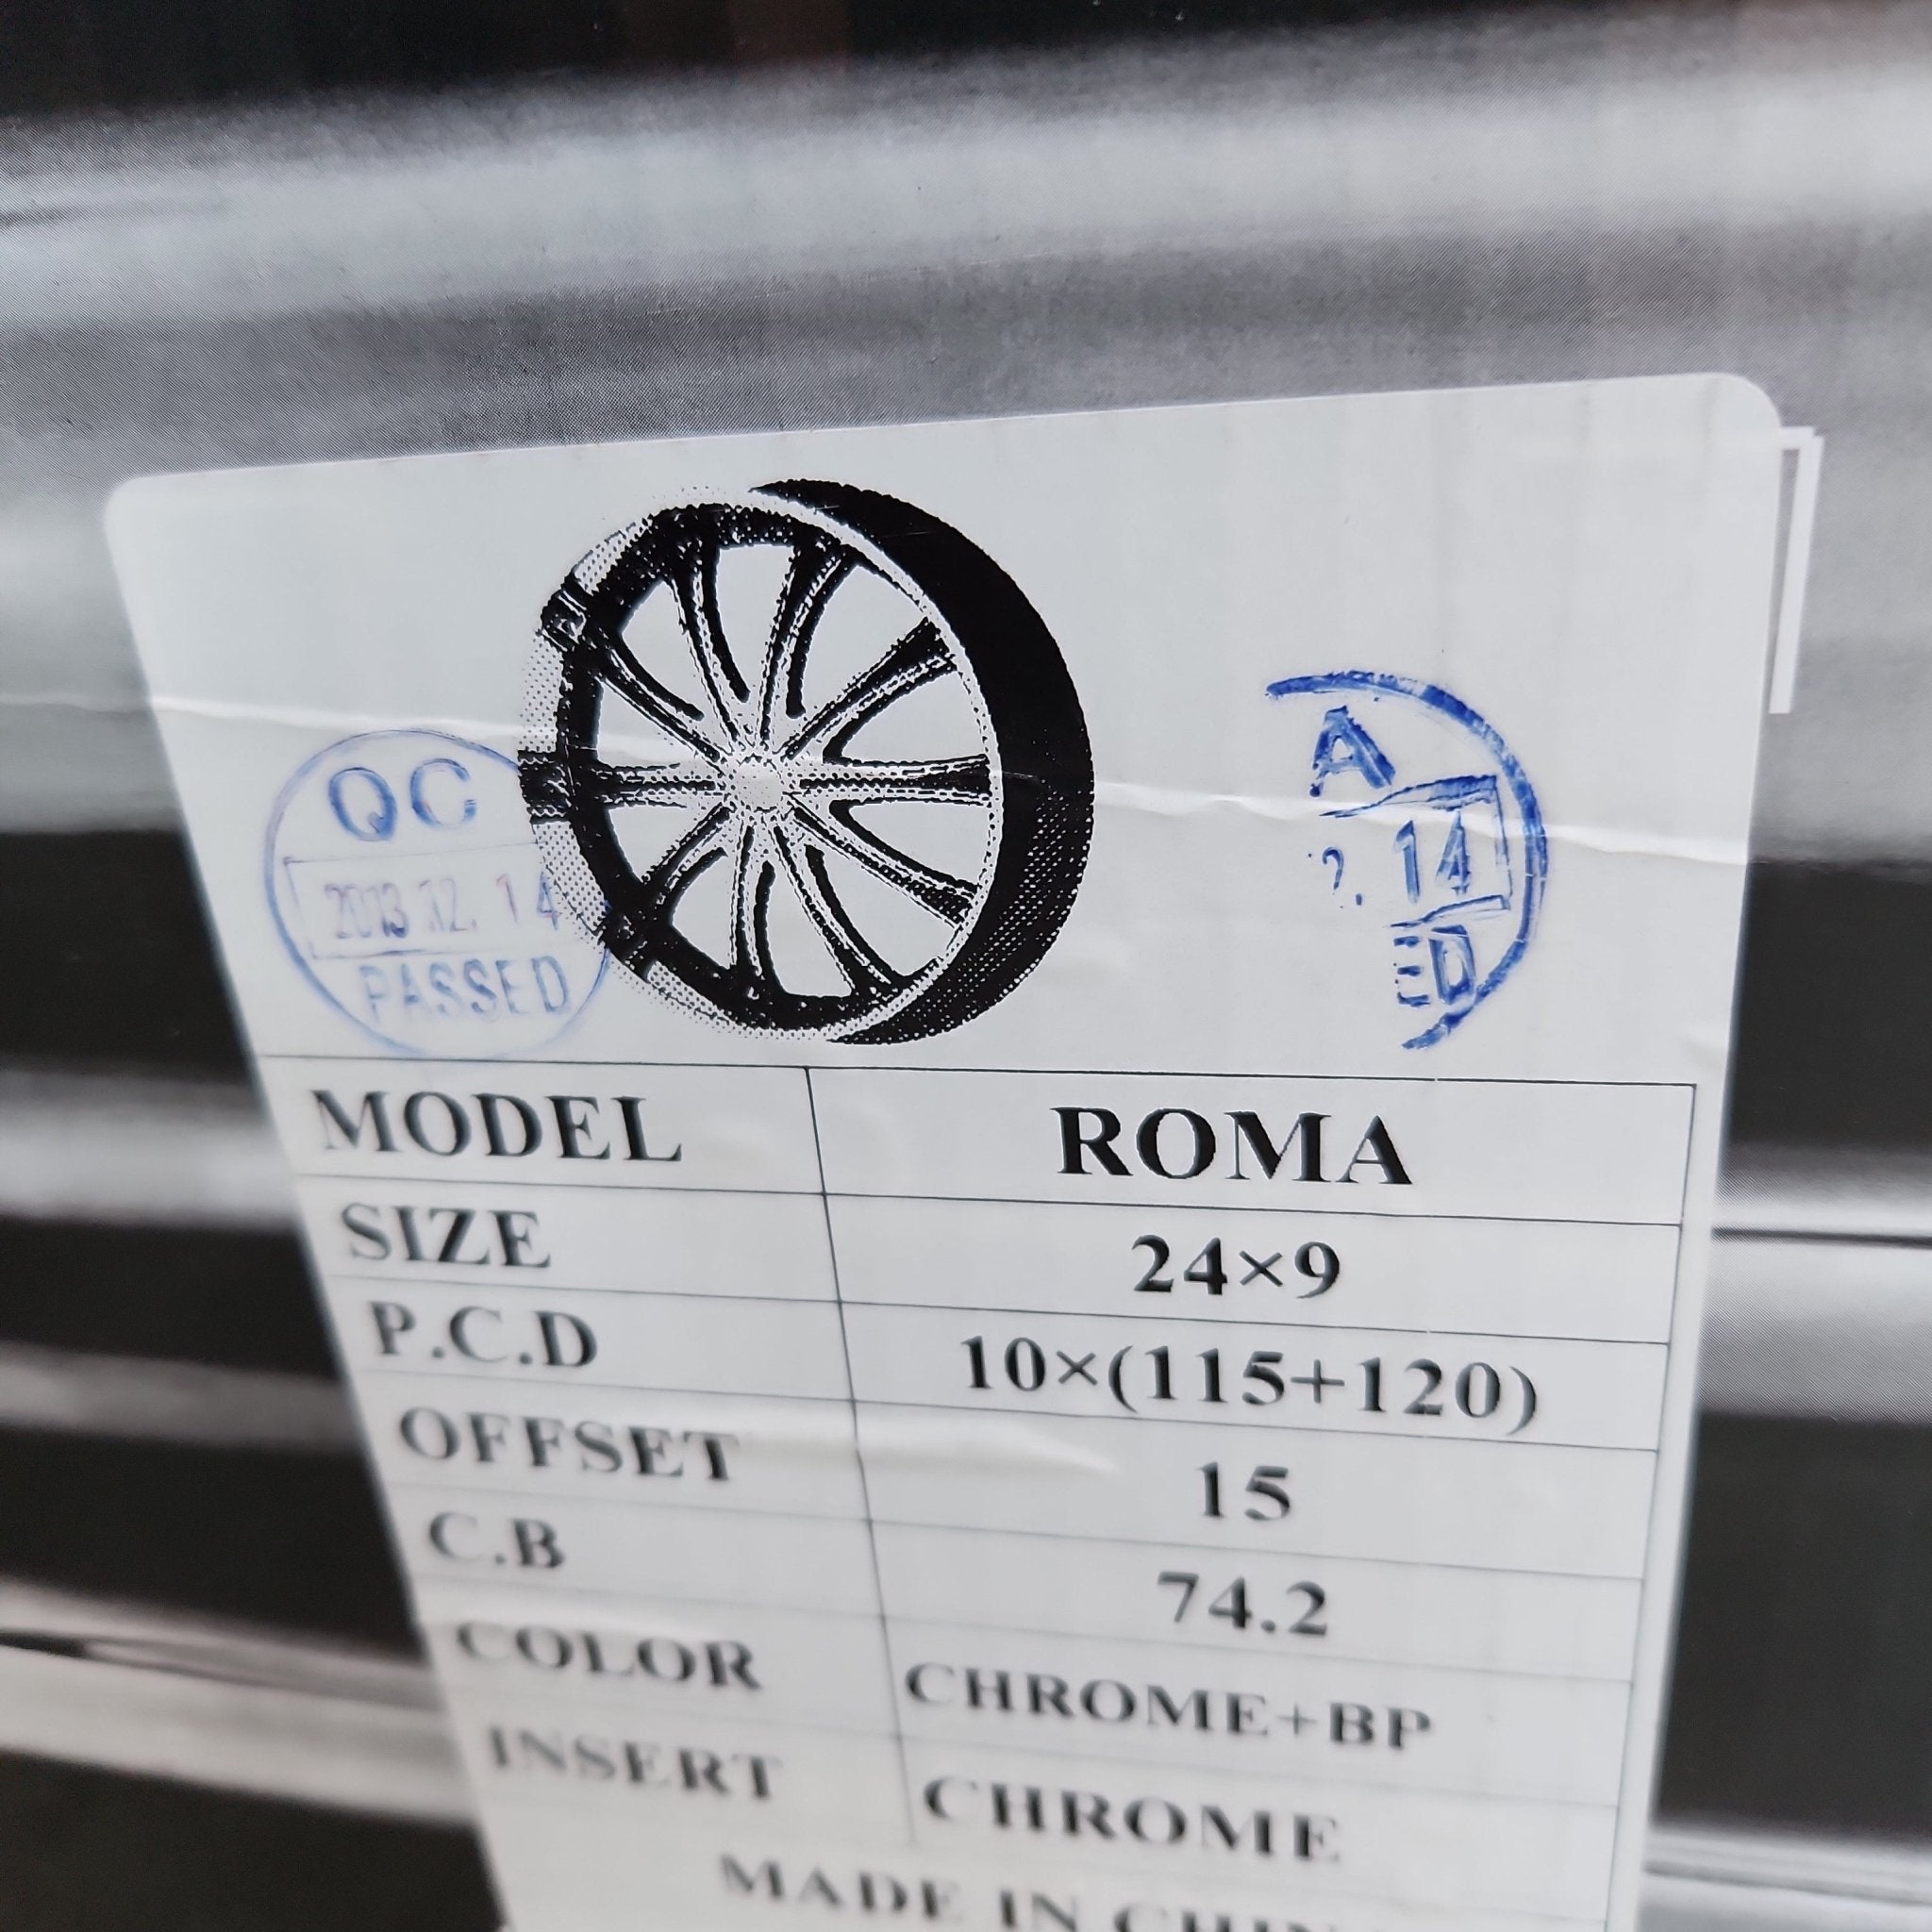 QC
2013.12.14
PASSED
A
2. 14
ED
MODEL ROMA
SIZE 24×9
P.C.D 10×(115+120)
OFFSET 15
C.B 74.2
COLOR CHROME+BP
INSERT CHROME
MADE IN